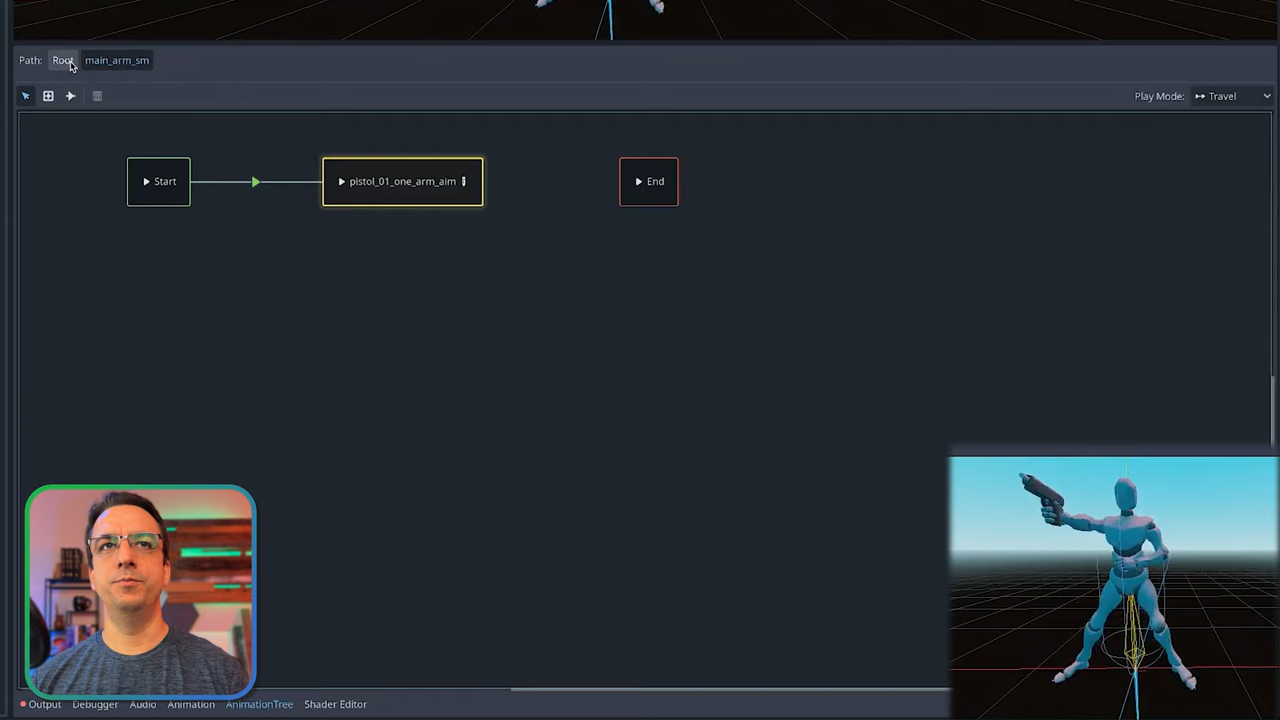 Path: Root main_arm_sm
Play Mode: Travel
Start pistol_01_one_arm_aim End
Output Debugger Audio Animation AnimationTree Shader Editor